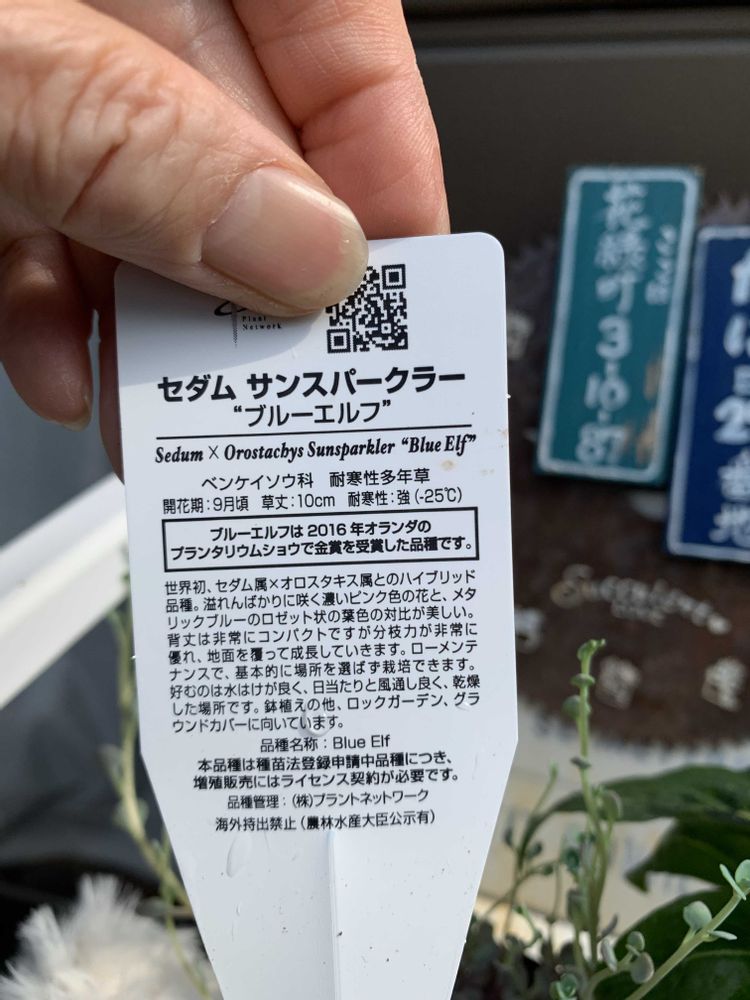 Plant
Network
セダム サンスパークラー
“ブルーエルフ”
Sedum × Orostachys Sunsparkler “Blue Elf”
ベンケイソウ科 耐寒性多年草
開花期:9月頃 草丈:10cm 耐寒性:強(-25℃)
ブルーエルフは2016年オランダの
プランタリウムショウで金賞を受賞した品種です。
世界初、セダム属×オロスタキス属とのハイブリッド
品種。溢れんばかりに咲く濃いピンク色の花と、メタ
リックブルーのロゼット状の葉色の対比が美しい。
背丈は非常にコンパクトですが分枝力が非常に
優れ、地面を覆って成長していきます。ローメンテ
ナンスで、基本的に場所を選ばず栽培できます。
好むのは水はけが良く、日当たりと風通し良く、乾燥
した場所です。鉢植えの他、ロックガーデン、グラ
ウンドカバーに向いています。
品種名称:Blue Elf
本品種は種苗法登録申請中品種につき、
増殖販売にはライセンス契約が必要です。
品種管理:(株)プラントネットワーク
海外持出禁止(農林水産大臣公示有)
3-10-87
番地